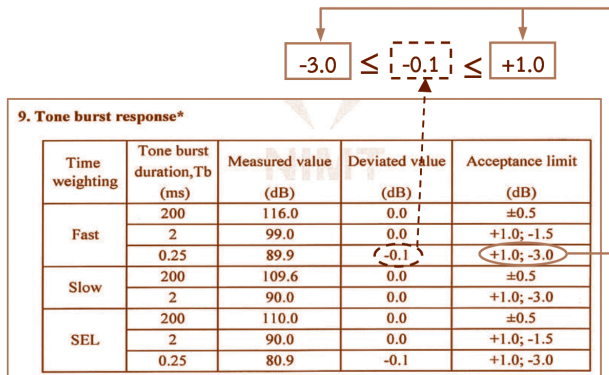 -3.0 ≤ -0.1 ≤ +1.0
9. Tone burst response*
Time weighting Tone burst duration,Tb (ms) Measured value (dB) Deviated value (dB) Acceptance limit (dB)
Fast 200 116.0 0.0 ±0.5
2 99.0 0.0 +1.0; -1.5
0.25 89.9 -0.1 +1.0; -3.0
Slow 200 109.6 0.0 ±0.5
2 90.0 0.0 +1.0; -3.0
SEL 200 110.0 0.0 ±0.5
2 90.0 0.0 +1.0; -1.5
0.25 80.9 -0.1 +1.0; -3.0
NIMT